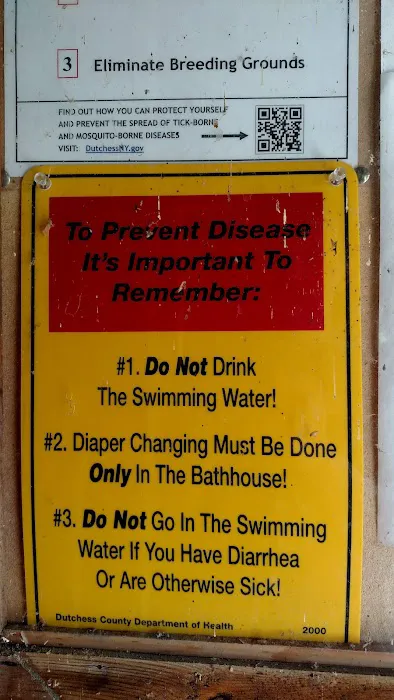 3 Eliminate Breeding Grounds
FIND OUT HOW YOU CAN PROTECT YOURSELF
AND PREVENT THE SPREAD OF TICK-BORNE
AND MOSQUITO-BORNE DISEASES
VISIT: DutchessNY.gov
To Prevent Disease
It's Important To
Remember:
#1. Do Not Drink
The Swimming Water!
#2. Diaper Changing Must Be Done
Only In The Bathhouse!
#3. Do Not Go In The Swimming
Water If You Have Diarrhea
Or Are Otherwise Sick!
Dutchess County Department of Health 2000